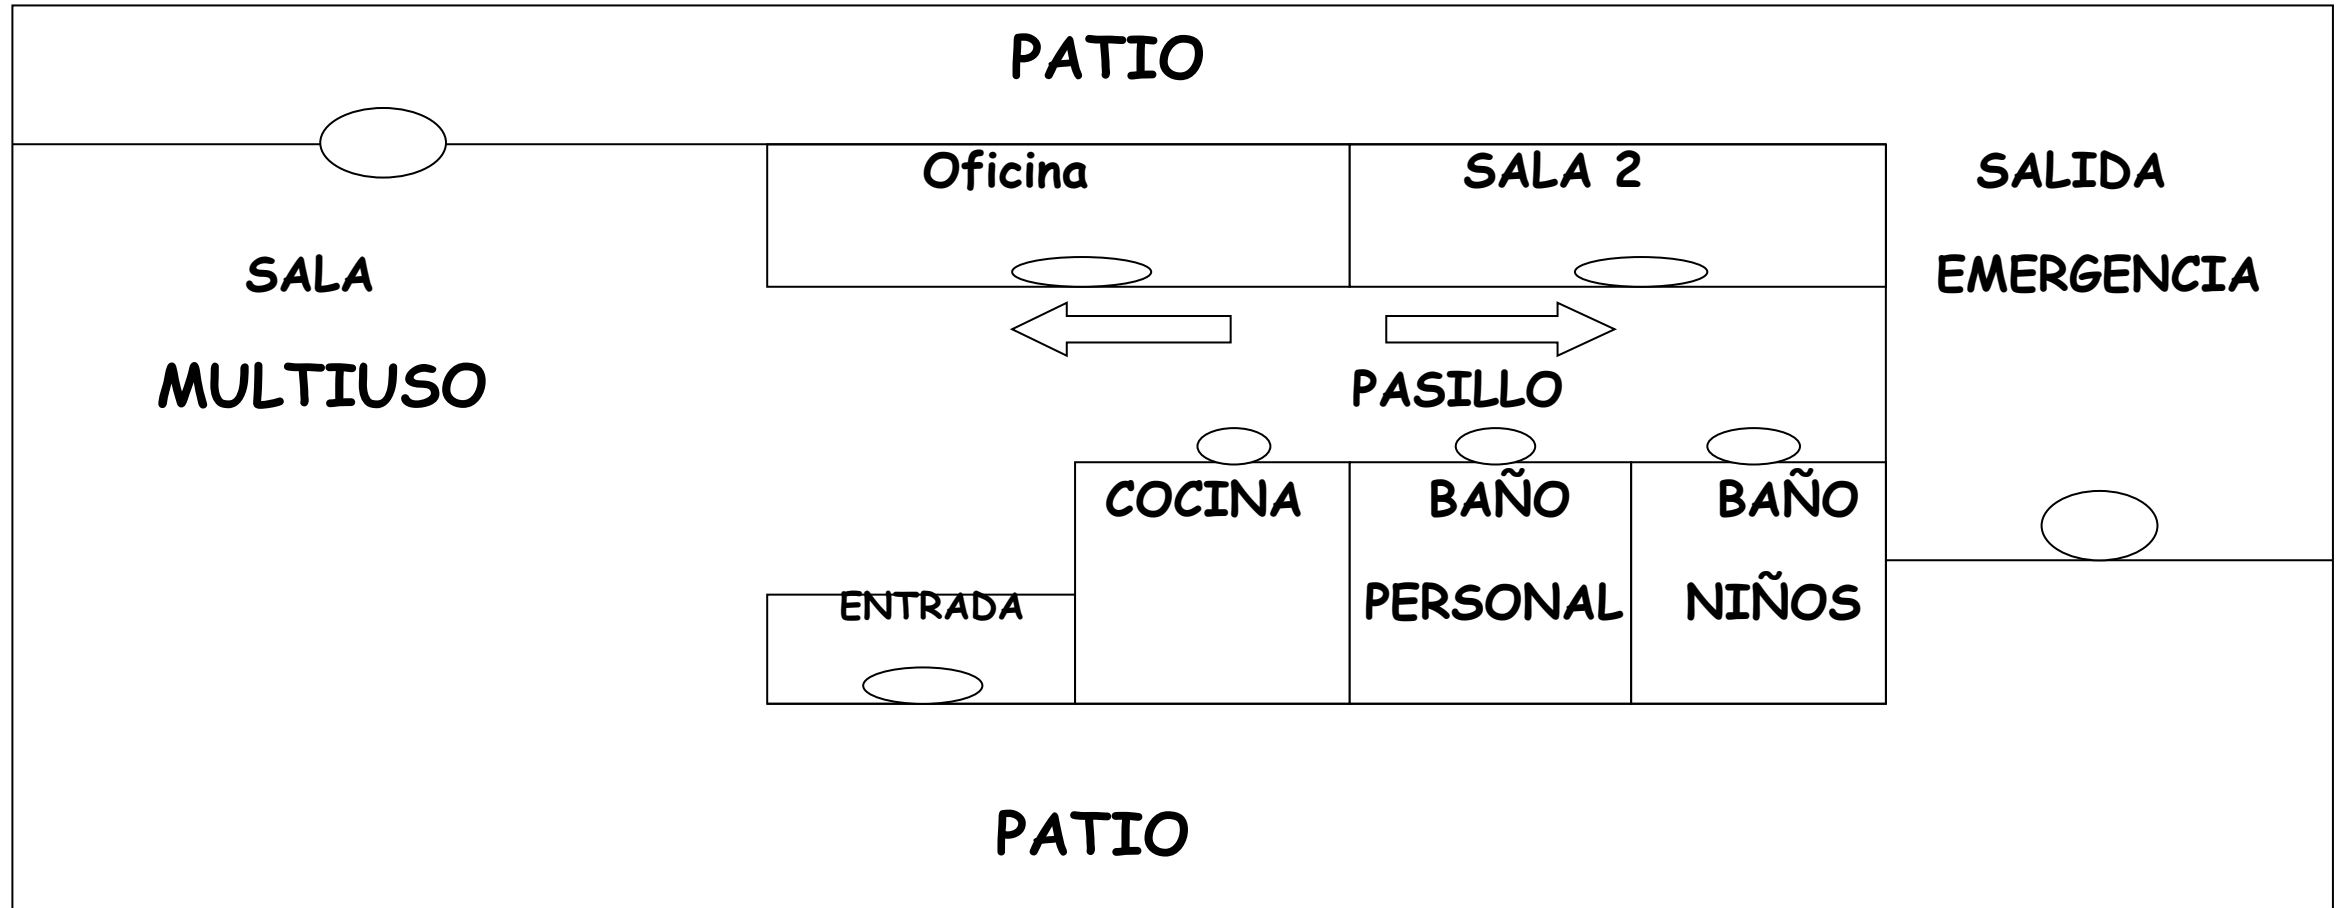 PATIO
Oficina
SALA 2
SALIDA
EMERGENCIA
SALA
MULTIUSO
PASILLO
COCINA
BAÑO
PERSONAL
BAÑO
NIÑOS
ENTRADA
PATIO